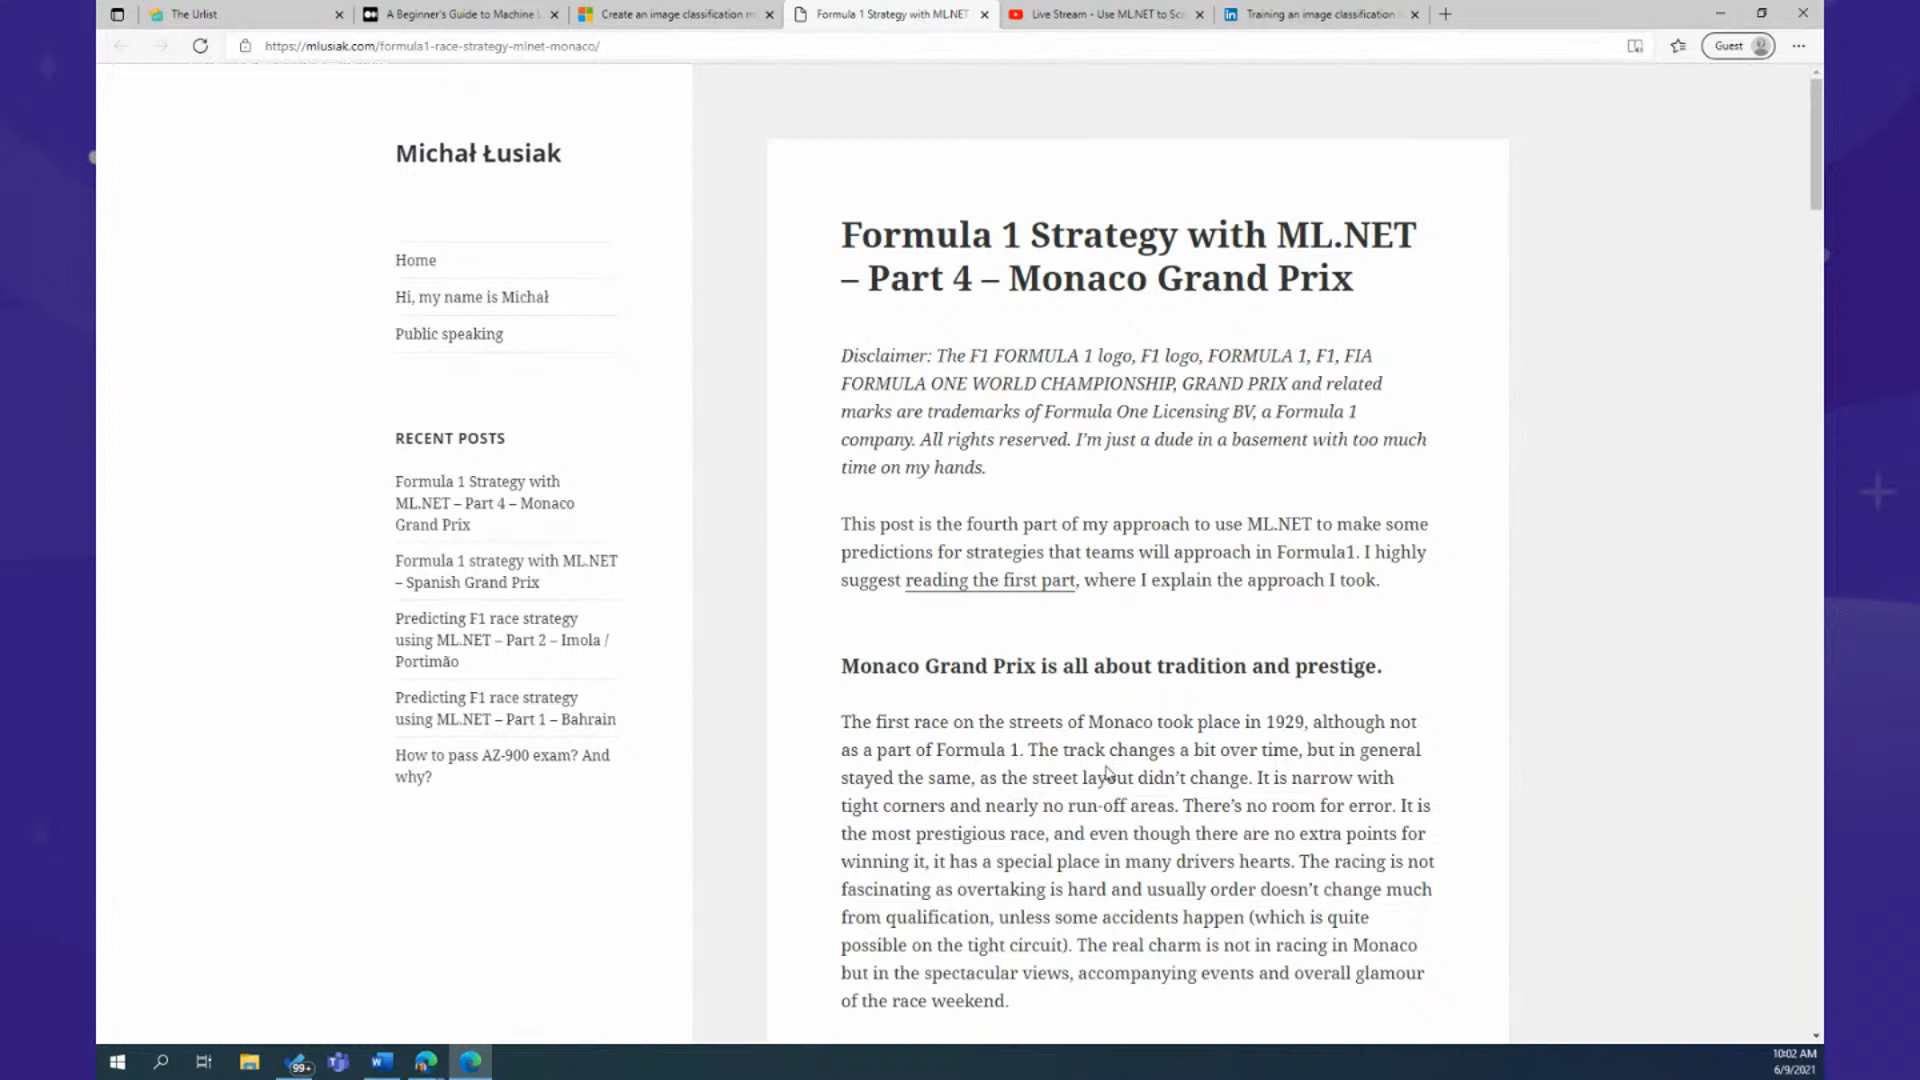 The Urlist
A Beginner's Guide to Machine L
Create an image classification m
Formula 1 Strategy with ML.NET
Live Stream - Use ML.NET to Sc
Training an image classification
https://mlusiak.com/formula1-race-strategy-mlnet-monaco/
Guest
Michał Łusiak
Home
Hi, my name is Michał
Public speaking
RECENT POSTS
Formula 1 Strategy with
ML.NET – Part 4 – Monaco
Grand Prix
Formula 1 strategy with ML.NET
– Spanish Grand Prix
Predicting F1 race strategy
using ML.NET – Part 2 – Imola /
Portimão
Predicting F1 race strategy
using ML.NET – Part 1 – Bahrain
How to pass AZ-900 exam? And
why?
Formula 1 Strategy with ML.NET
– Part 4 – Monaco Grand Prix
Disclaimer: The F1 FORMULA 1 logo, F1 logo, FORMULA 1, F1, FIA
FORMULA ONE WORLD CHAMPIONSHIP, GRAND PRIX and related
marks are trademarks of Formula One Licensing BV, a Formula 1
company. All rights reserved. I'm just a dude in a basement with too much
time on my hands.
This post is the fourth part of my approach to use ML.NET to make some
predictions for strategies that teams will approach in Formula1. I highly
suggest reading the first part, where I explain the approach I took.
Monaco Grand Prix is all about tradition and prestige.
The first race on the streets of Monaco took place in 1929, although not
as a part of Formula 1. The track changes a bit over time, but in general
stayed the same, as the street layout didn't change. It is narrow with
tight corners and nearly no run-off areas. There's no room for error. It is
the most prestigious race, and even though there are no extra points for
winning it, it has a special place in many drivers hearts. The racing is not
fascinating as overtaking is hard and usually order doesn't change much
from qualification, unless some accidents happen (which is quite
possible on the tight circuit). The real charm is not in racing in Monaco
but in the spectacular views, accompanying events and overall glamour
of the race weekend.
99+
10:02 AM
6/9/2021